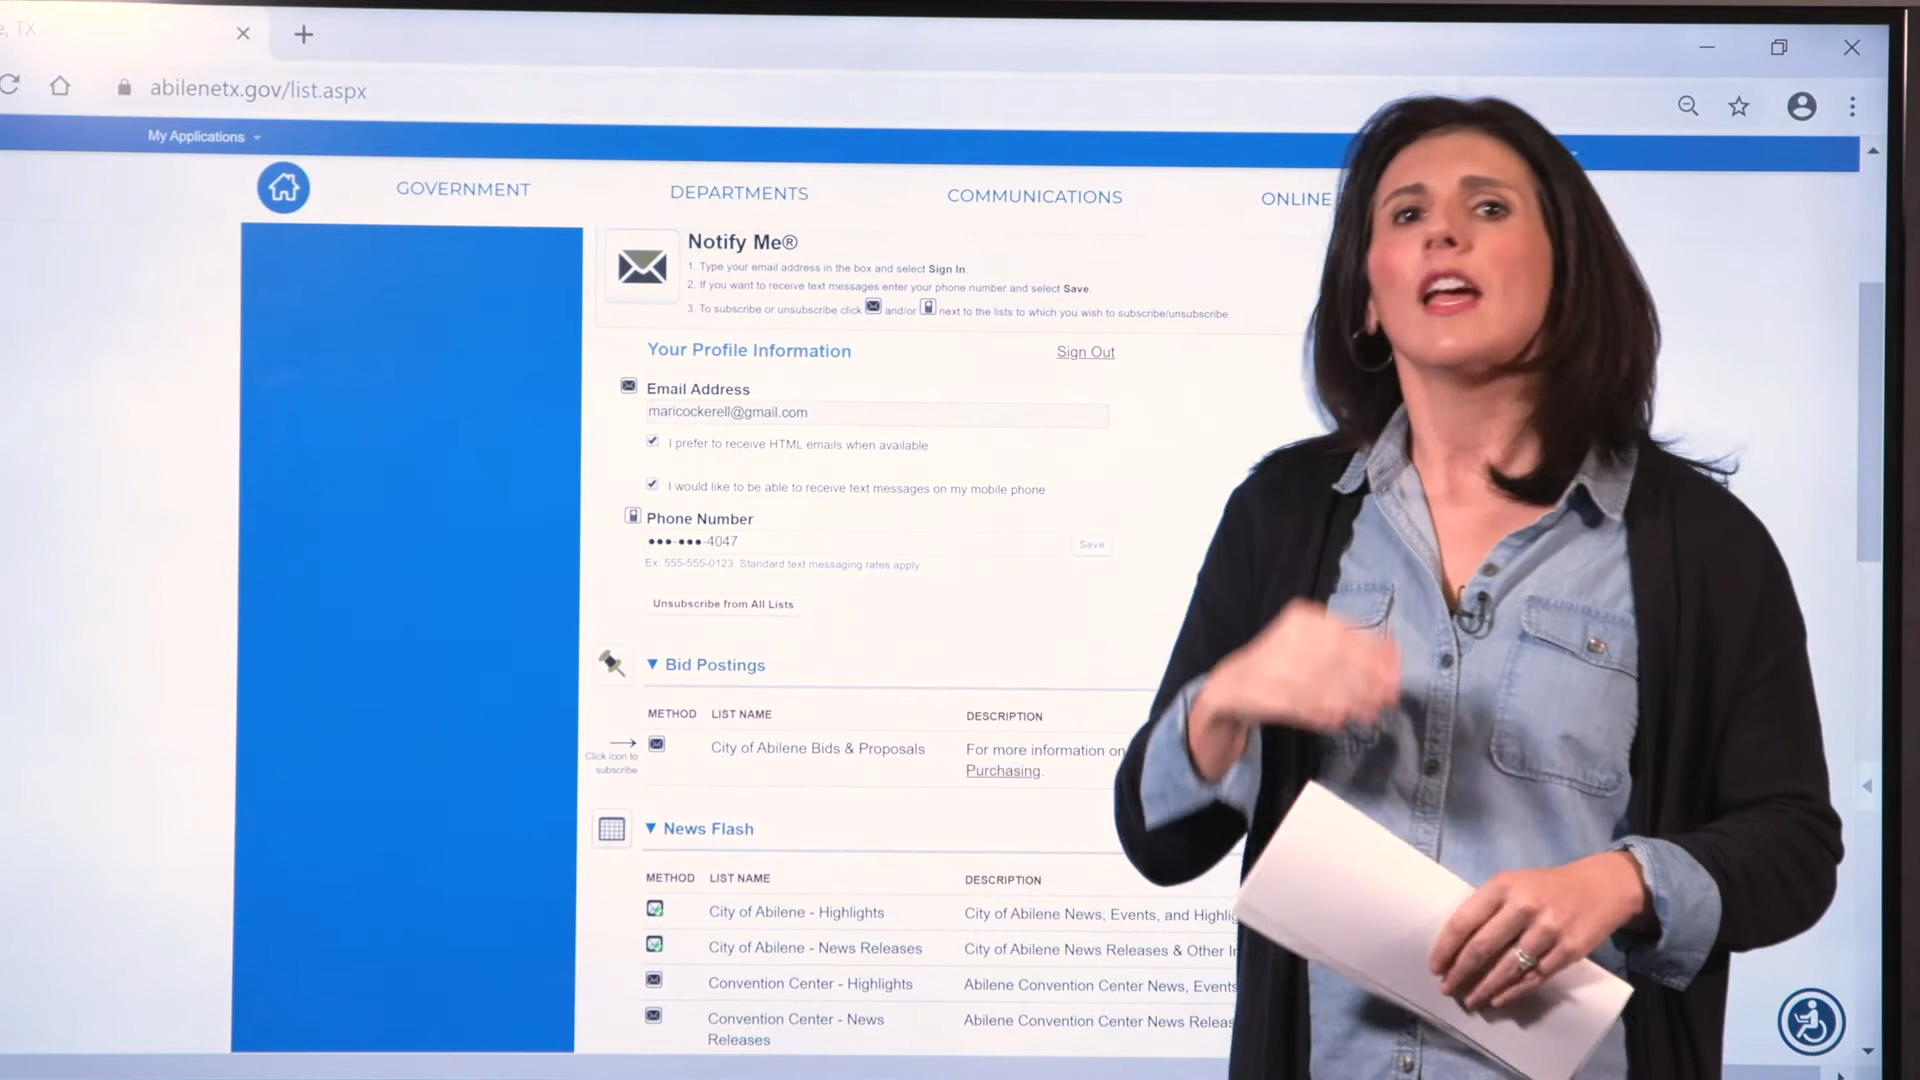 e, TX
abilenetx.gov/list.aspx
My Applications
GOVERNMENT DEPARTMENTS COMMUNICATIONS ONLINE
Notify Me®
1. Type your email address in the box and select Sign In.
2. If you want to receive text messages enter your phone number and select Save.
3. To subscribe or unsubscribe click and/or next to the lists to which you wish to subscribe/unsubscribe.
Your Profile Information Sign Out
Email Address
maricockerell@gmail.com
I prefer to receive HTML emails when available
I would like to be able to receive text messages on my mobile phone
Phone Number
•••-•••-4047 Save
Ex: 555-555-0123. Standard text messaging rates apply
Unsubscribe from All Lists
Bid Postings
METHOD LIST NAME DESCRIPTION
Click icon to
subscribe
City of Abilene Bids & Proposals For more information on
Purchasing.
News Flash
METHOD LIST NAME DESCRIPTION
City of Abilene - Highlights City of Abilene News, Events, and Highlig
City of Abilene - News Releases City of Abilene News Releases & Other
Convention Center - Highlights Abilene Convention Center News, Events
Convention Center - News Abilene Convention Center News Releas
Releases